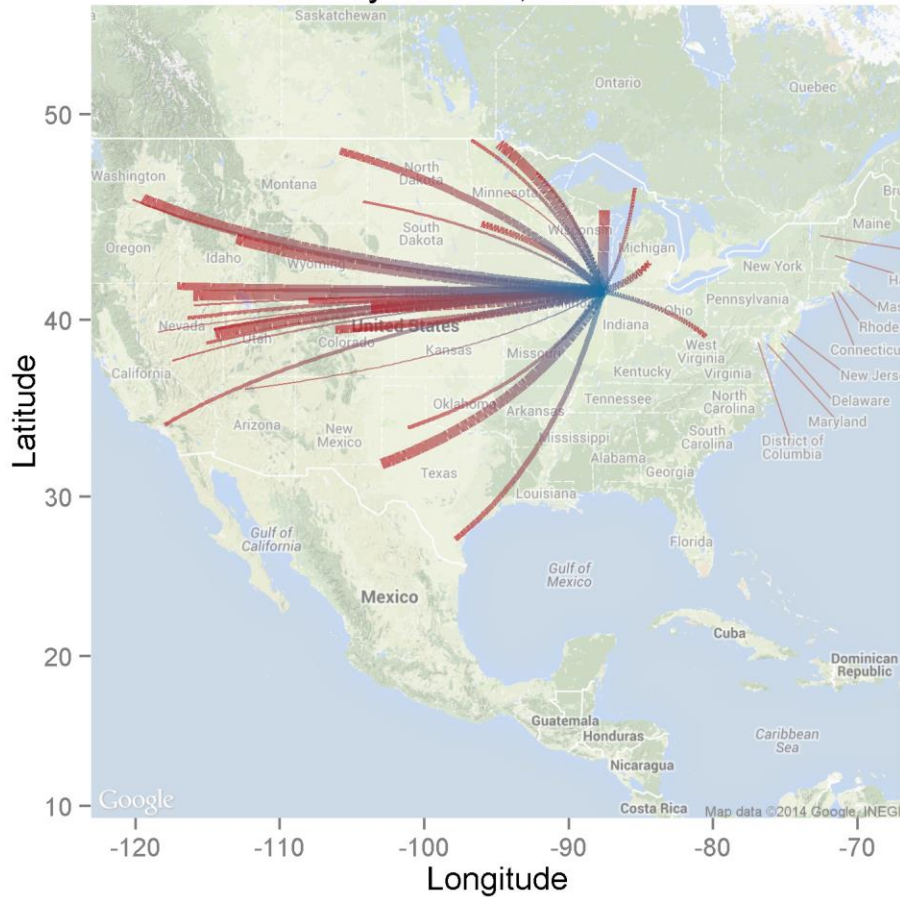 Saskatchewan
Ontario
Quebec
Washington
Montana
North
Dakota
Minnesota
Maine
Oregon
Idaho
Wyoming
South
Dakota
Wisconsin
Michigan
New York
Nevada
Utah
Colorado
United States
Kansas
Missouri
Indiana
Ohio
Pennsylvania
West
Virginia
Virginia
Rhode
Connecticu
New Jers
Delaware
Maryland
District of
Columbia
California
Arizona
New
Mexico
Oklahoma
Arkansas
Kentucky
Tennessee
North
Carolina
South
Carolina
Texas
Louisiana
Mississippi
Alabama
Georgia
Florida
Gulf of
California
Gulf of
Mexico
Mexico
Cuba
Dominican
Republic
Guatemala
Honduras
Nicaragua
Costa Rica
Caribbean
Sea
Google
Map data ©2014 Google, INEGI
50
40
30
20
10
Latitude
-120 -110 -100 -90 -80 -70
Longitude